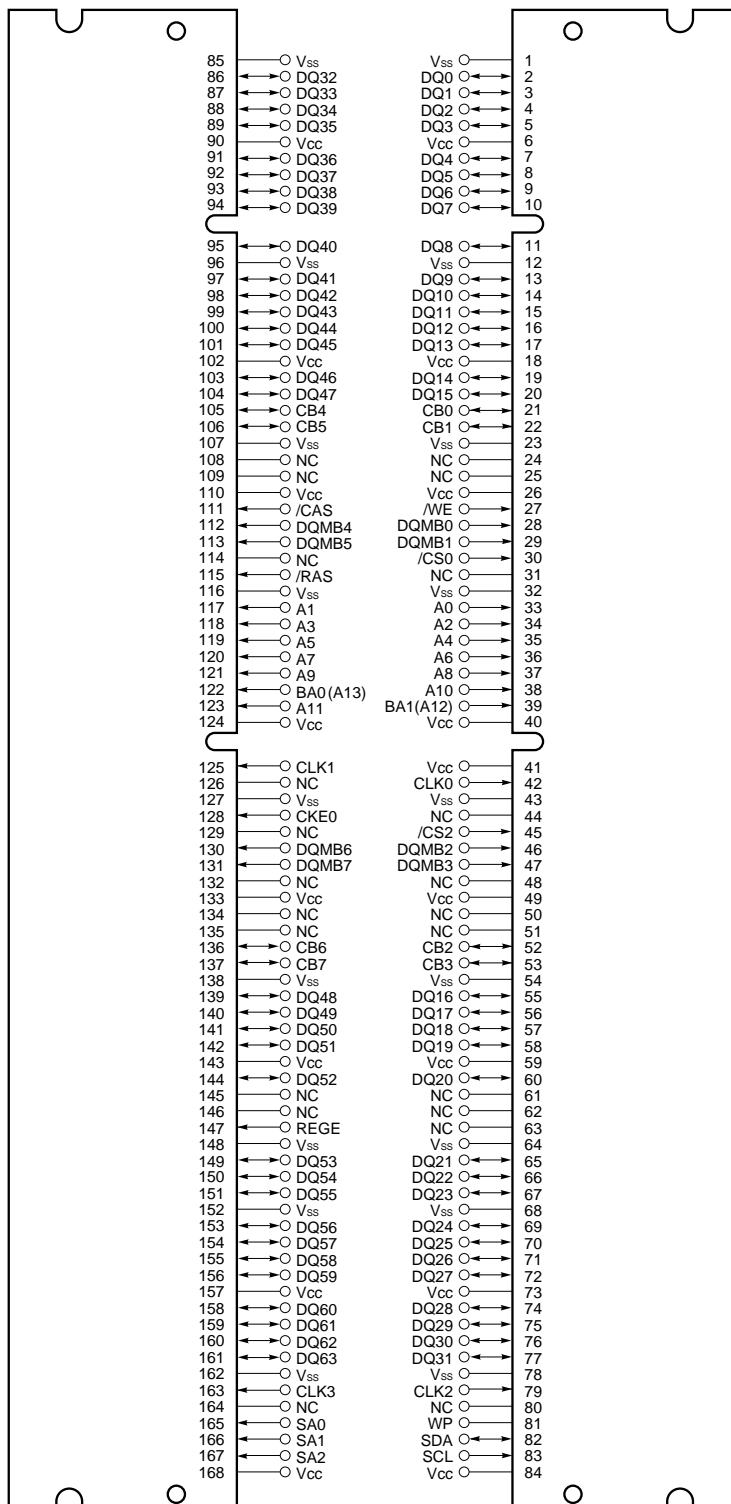 85 Vss Vss 1
86 DQ32 DQ0 2
87 DQ33 DQ1 3
88 DQ34 DQ2 4
89 DQ35 DQ3 5
90 Vcc Vcc 6
91 DQ36 DQ4 7
92 DQ37 DQ5 8
93 DQ38 DQ6 9
94 DQ39 DQ7 10
95 DQ40 DQ8 11
96 Vss Vss 12
97 DQ41 DQ9 13
98 DQ42 DQ10 14
99 DQ43 DQ11 15
100 DQ44 DQ12 16
101 DQ45 DQ13 17
102 Vcc Vcc 18
103 DQ46 DQ14 19
104 DQ47 DQ15 20
105 CB4 CB0 21
106 CB5 CB1 22
107 Vss Vss 23
108 NC NC 24
109 NC NC 25
110 Vcc Vcc 26
111 /CAS /WE 27
112 DQMB4 DQMB0 28
113 DQMB5 DQMB1 29
114 NC /CS0 30
115 /RAS NC 31
116 Vss Vss 32
117 A1 A0 33
118 A3 A2 34
119 A5 A4 35
120 A7 A6 36
121 A9 A8 37
122 BA0 (A13) A10 38
123 A11 BA1(A12) 39
124 Vcc Vcc 40
125 CLK1 Vcc 41
126 NC CLK0 42
127 Vss Vss 43
128 CKE0 NC 44
129 NC /CS2 45
130 DQMB6 DQMB2 46
131 DQMB7 DQMB3 47
132 NC NC 48
133 Vcc Vcc 49
134 NC NC 50
135 NC NC 51
136 CB6 CB2 52
137 CB7 CB3 53
138 Vss Vss 54
139 DQ48 DQ16 55
140 DQ49 DQ17 56
141 DQ50 DQ18 57
142 DQ51 DQ19 58
143 Vcc Vcc 59
144 DQ52 DQ20 60
145 NC NC 61
146 NC NC 62
147 REGE NC 63
148 Vss Vss 64
149 DQ53 DQ21 65
150 DQ54 DQ22 66
151 DQ55 DQ23 67
152 Vss Vss 68
153 DQ56 DQ24 69
154 DQ57 DQ25 70
155 DQ58 DQ26 71
156 DQ59 DQ27 72
157 Vcc Vcc 73
158 DQ60 DQ28 74
159 DQ61 DQ29 75
160 DQ62 DQ30 76
161 DQ63 DQ31 77
162 Vss Vss 78
163 CLK3 CLK2 79
164 NC NC 80
165 SA0 WP 81
166 SA1 SDA 82
167 SA2 SCL 83
168 Vcc Vcc 84